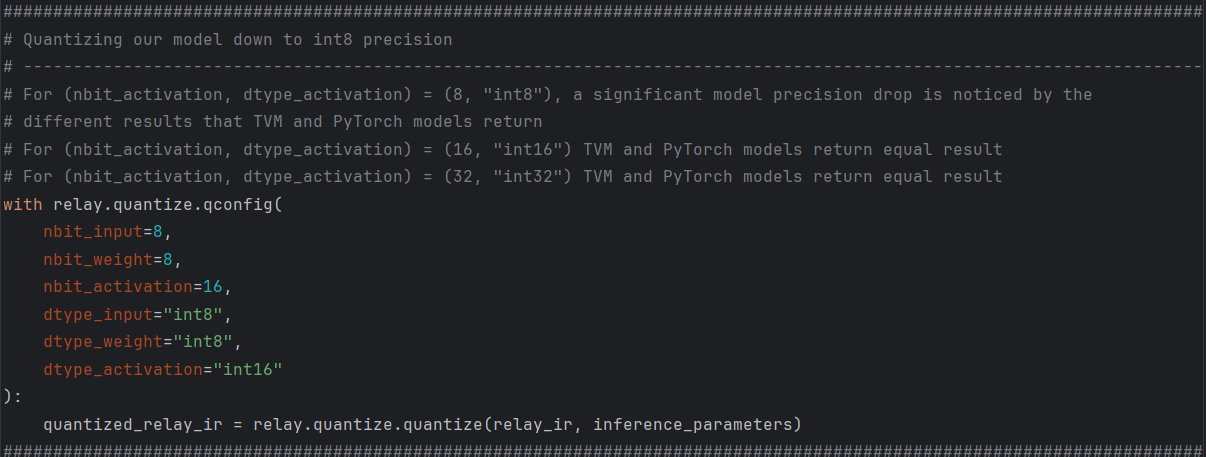 ########################################################################################################################
# Quantizing our model down to int8 precision
# ----------------------------------------------------------------------------------------------------------------------
# For (nbit_activation, dtype_activation) = (8, "int8"), a significant model precision drop is noticed by the
# different results that TVM and PyTorch models return
# For (nbit_activation, dtype_activation) = (16, "int16") TVM and PyTorch models return equal result
# For (nbit_activation, dtype_activation) = (32, "int32") TVM and PyTorch models return equal result
with relay.quantize.qconfig(
    nbit_input=8,
    nbit_weight=8,
    nbit_activation=16,
    dtype_input="int8",
    dtype_weight="int8",
    dtype_activation="int16"
):
    quantized_relay_ir = relay.quantize.quantize(relay_ir, inference_parameters)
########################################################################################################################